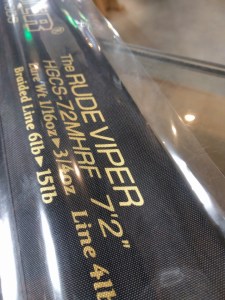 The RUDE VIPER
HGCS-72MHRF 7'2"
Lure Wt 1/16oz▶3/4oz Line 4lb
Braided Line 6lb▶15lb